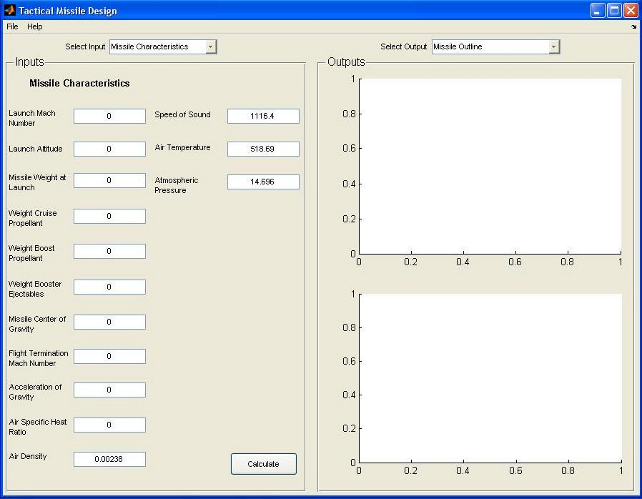 Tactical Missile Design
File Help
Select Input Missile Characteristics
Select Output Missile Outline
Inputs
Missile Characteristics
Launch Mach
Number
0
Speed of Sound
1116.4
Launch Altitude
0
Air Temperature
518.69
Missile Weight at
Launch
0
Atmospheric
Pressure
14.696
Weight Cruise
Propellant
0
Weight Boost
Propellant
0
Weight Booster
Ejectables
0
Missile Center of
Gravity
0
Flight Termination
Mach Number
0
Acceleration of
Gravity
0
Air Specific Heat
Ratio
0
Air Density
0.00238
Calculate
Outputs
1
0.8
0.6
0.4
0.2
0
0 0.2 0.4 0.6 0.8 1
1
0.8
0.6
0.4
0.2
0
0 0.2 0.4 0.6 0.8 1